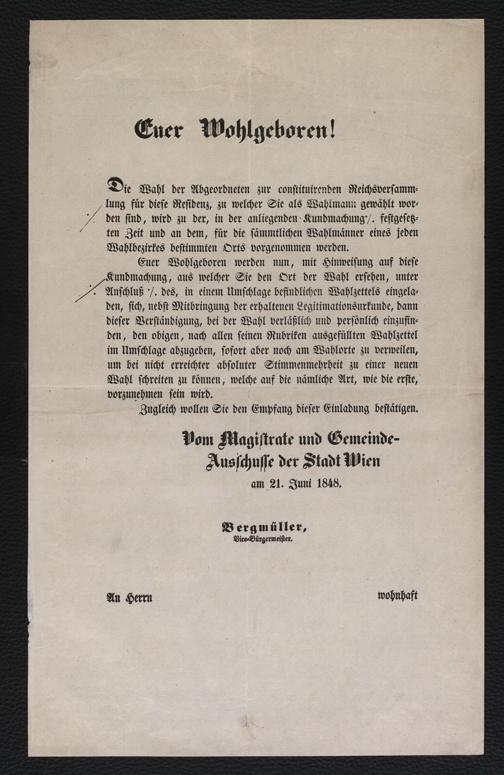 Euer Wohlgeboren!
Die Wahl der Abgeordneten zur constituirenden Reichsversamm-
lung für diese Residenz, zu welcher Sie als Wahlmann gewählt wor-
den sind, wird zu der, in der anliegenden Kundmachung ·/. festgesetz-
ten Zeit und an dem, für die sämmtlichen Wahlmänner eines jeden
Wahlbezirkes bestimmten Orts vorgenommen werden.
Euer Wohlgeboren werden nun, mit Hinweisung auf diese
Kundmachung, aus welcher Sie den Ort der Wahl ersehen, unter
Anschluß ·/. des, in einem Umschlage befindlichen Wahlzettels eingela-
den, sich, nebst Mitbringung der erhaltenen Legitimationsurkunde, dann
dieser Verständigung, bei der Wahl verläßlich und persönlich einzufin-
den, den obigen, nach allen seinen Rubriken ausgefüllten Wahlzettel
im Umschlage abzugeben, sofort aber noch am Wahlorte zu verweilen,
um bei nicht erreichter absoluter Stimmenmehrheit zu einer neuen
Wahl schreiten zu können, welche auf die nämliche Art, wie die erste,
vorzunehmen sein wird.
Zugleich wollen Sie den Empfang dieser Einladung bestätigen.
Vom Magistrate und Gemeinde-
Ausschusse der Stadt Wien
am 21. Juni 1848.
Bergmüller,
Vice-Bürgermeister.
An Herrn wohnhaft